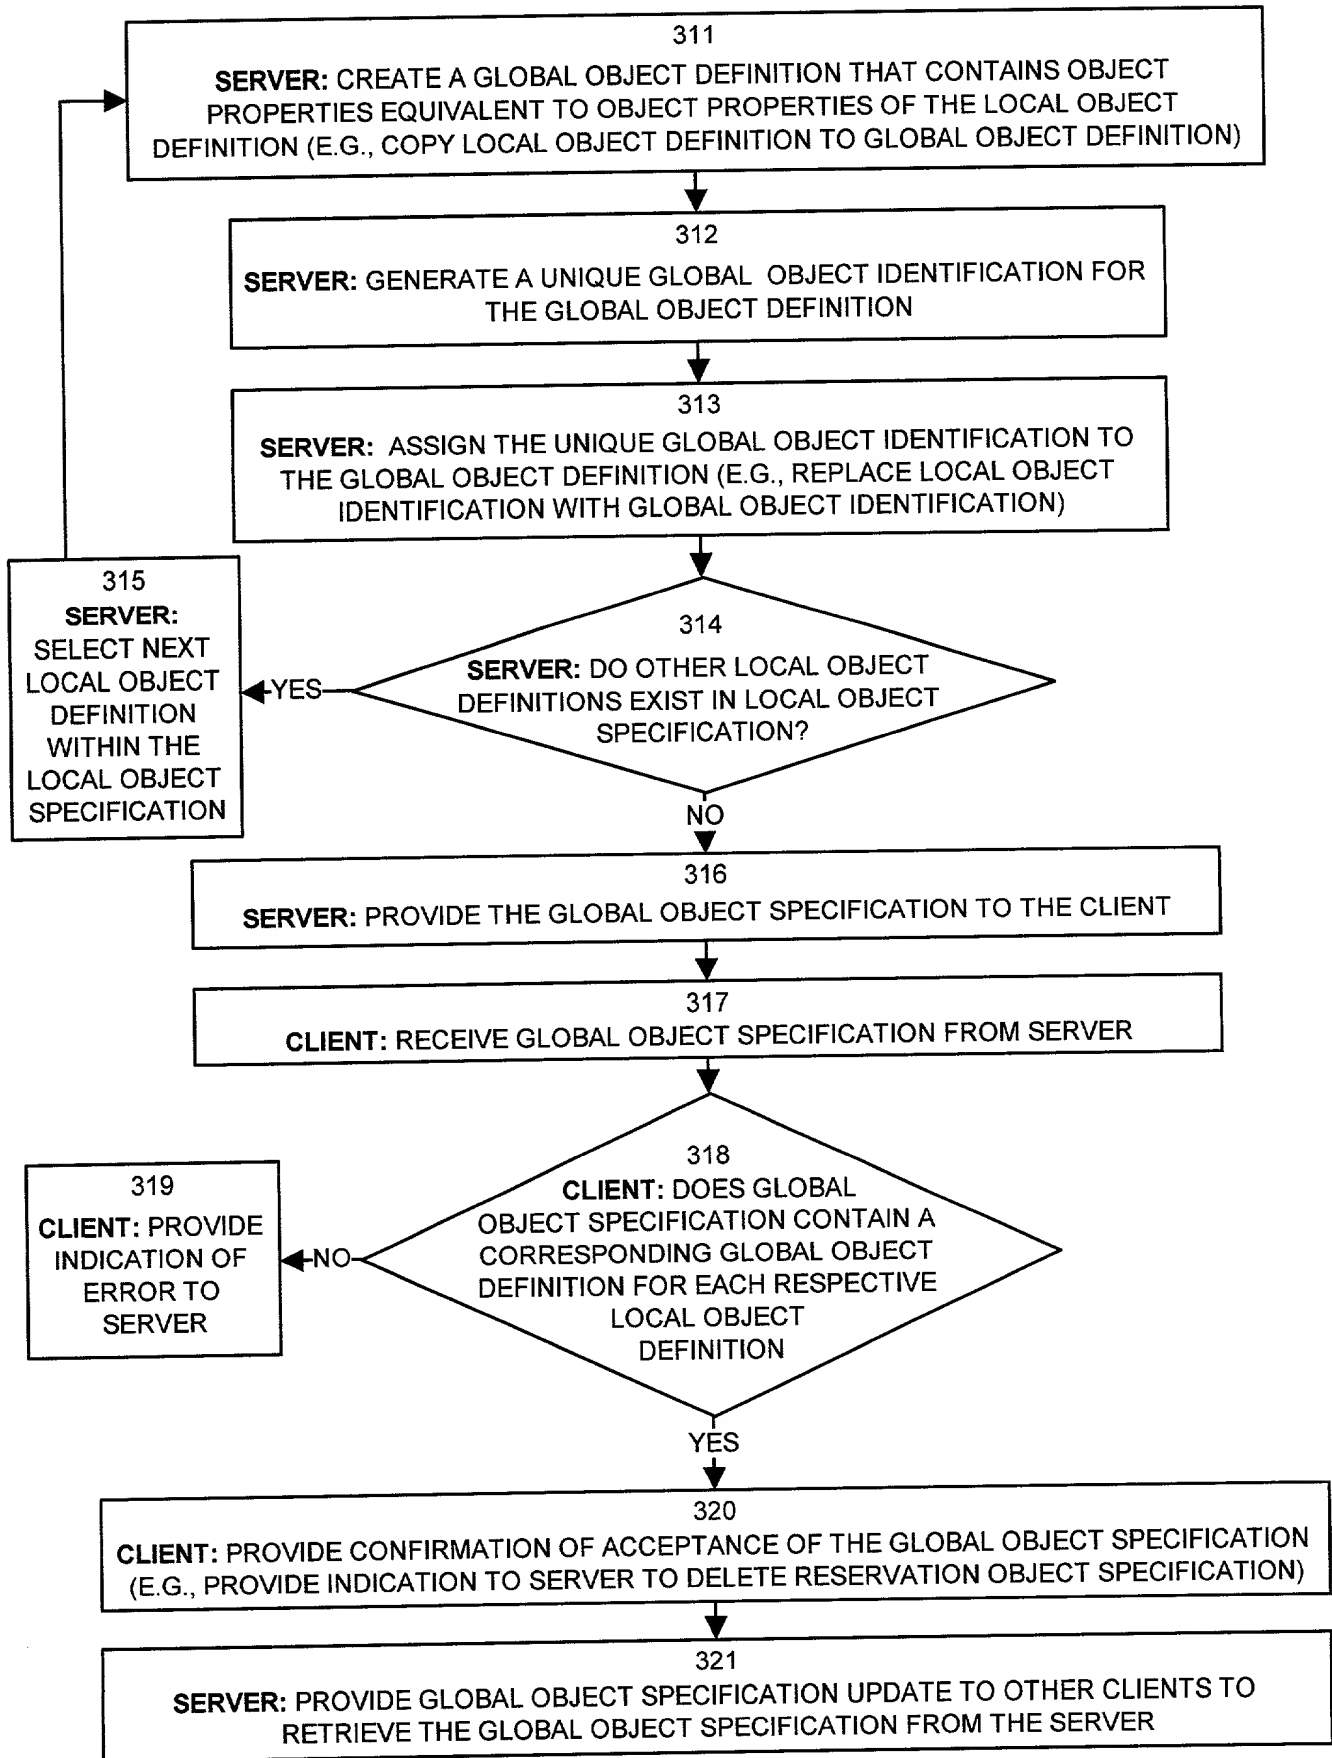 311
SERVER: CREATE A GLOBAL OBJECT DEFINITION THAT CONTAINS OBJECT
PROPERTIES EQUIVALENT TO OBJECT PROPERTIES OF THE LOCAL OBJECT
DEFINITION (E.G., COPY LOCAL OBJECT DEFINITION TO GLOBAL OBJECT DEFINITION)
312
SERVER: GENERATE A UNIQUE GLOBAL OBJECT IDENTIFICATION FOR
THE GLOBAL OBJECT DEFINITION
313
SERVER: ASSIGN THE UNIQUE GLOBAL OBJECT IDENTIFICATION TO
THE GLOBAL OBJECT DEFINITION (E.G., REPLACE LOCAL OBJECT
IDENTIFICATION WITH GLOBAL OBJECT IDENTIFICATION)
314
SERVER: DO OTHER LOCAL OBJECT
DEFINITIONS EXIST IN LOCAL OBJECT
SPECIFICATION?
YES
315
SERVER:
SELECT NEXT
LOCAL OBJECT
DEFINITION
WITHIN THE
LOCAL OBJECT
SPECIFICATION
NO
316
SERVER: PROVIDE THE GLOBAL OBJECT SPECIFICATION TO THE CLIENT
317
CLIENT: RECEIVE GLOBAL OBJECT SPECIFICATION FROM SERVER
318
CLIENT: DOES GLOBAL
OBJECT SPECIFICATION CONTAIN A
CORRESPONDING GLOBAL OBJECT
DEFINITION FOR EACH RESPECTIVE
LOCAL OBJECT
DEFINITION
NO
319
CLIENT: PROVIDE
INDICATION OF
ERROR TO
SERVER
YES
320
CLIENT: PROVIDE CONFIRMATION OF ACCEPTANCE OF THE GLOBAL OBJECT SPECIFICATION
(E.G., PROVIDE INDICATION TO SERVER TO DELETE RESERVATION OBJECT SPECIFICATION)
321
SERVER: PROVIDE GLOBAL OBJECT SPECIFICATION UPDATE TO OTHER CLIENTS TO
RETRIEVE THE GLOBAL OBJECT SPECIFICATION FROM THE SERVER